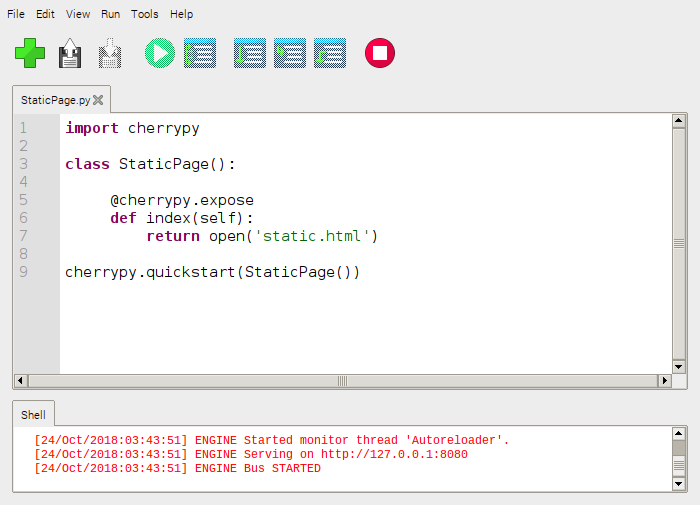 File Edit View Run Tools Help
StaticPage.py
1 import cherrypy
2
3 class StaticPage():
4
5 @cherrypy.expose
6 def index(self):
7 return open('static.html')
8
9 cherrypy.quickstart(StaticPage())
Shell
[24/Oct/2018:03:43:51] ENGINE Started monitor thread 'Autoreloader'.
[24/Oct/2018:03:43:51] ENGINE Serving on http://127.0.0.1:8080
[24/Oct/2018:03:43:51] ENGINE Bus STARTED